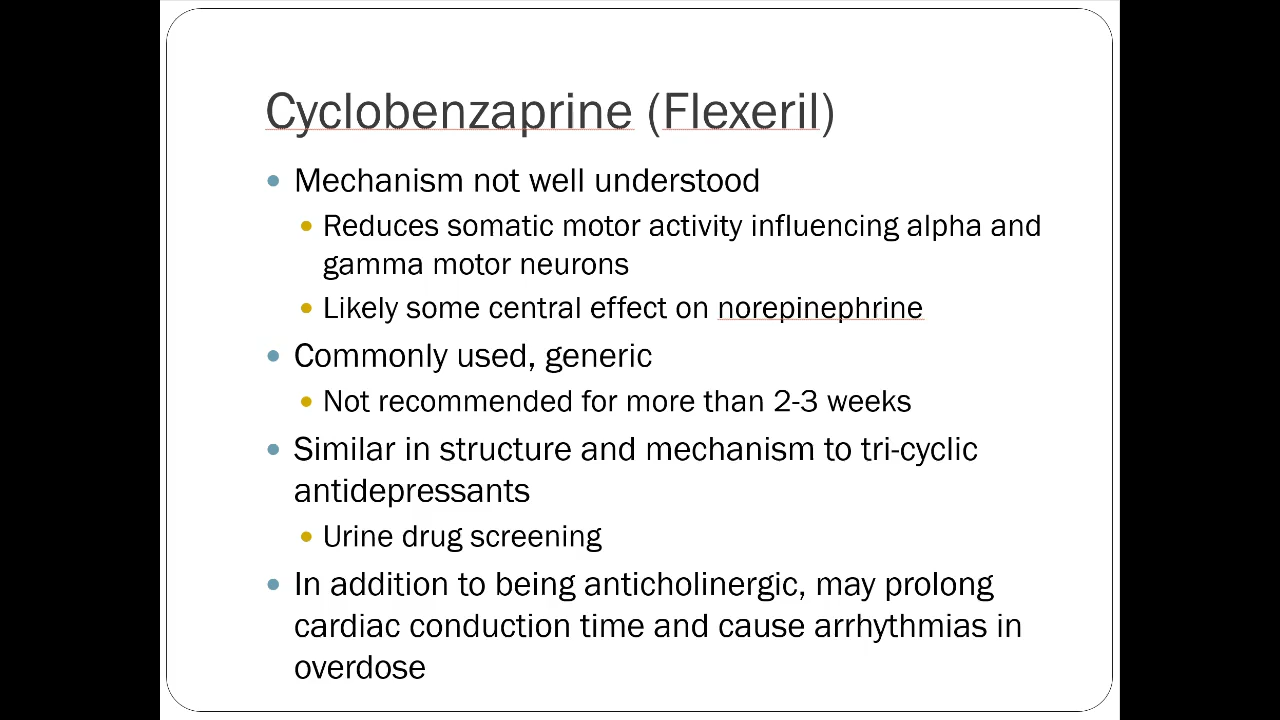 Cyclobenzaprine (Flexeril)
Mechanism not well understood
Reduces somatic motor activity influencing alpha and
gamma motor neurons
Likely some central effect on norepinephrine
Commonly used, generic
Not recommended for more than 2-3 weeks
Similar in structure and mechanism to tri-cyclic
antidepressants
Urine drug screening
In addition to being anticholinergic, may prolong
cardiac conduction time and cause arrhythmias in
overdose